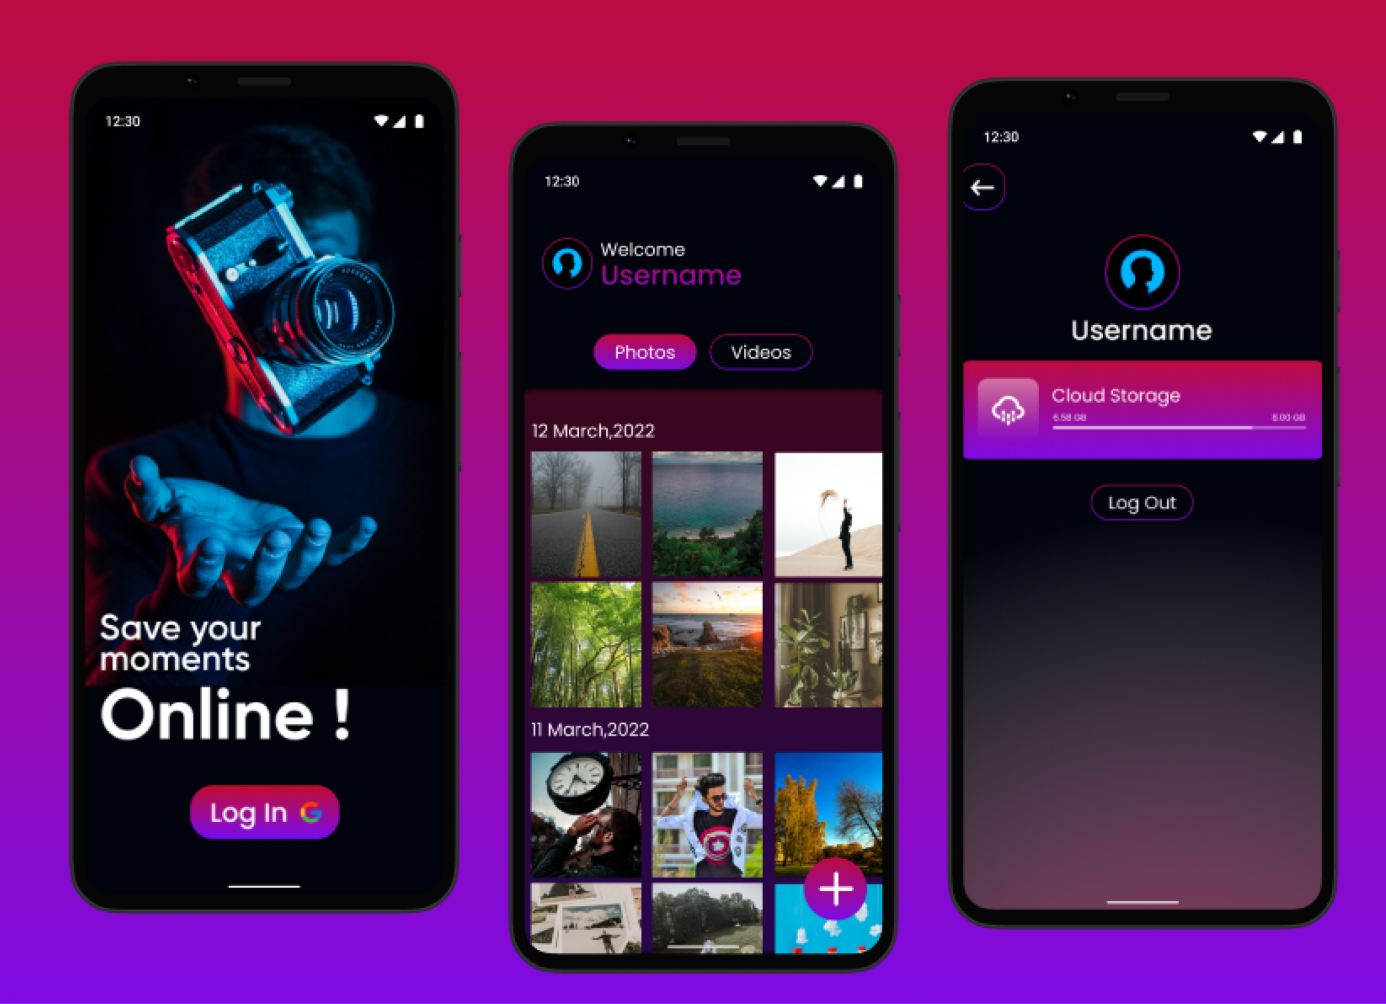 12:30
Save your
moments
Online !
Log In
12:30
Welcome
Username
Photos
Videos
12 March,2022
11 March,2022
12:30
Username
Cloud Storage
6.58 GB
8.00 GB
Log Out